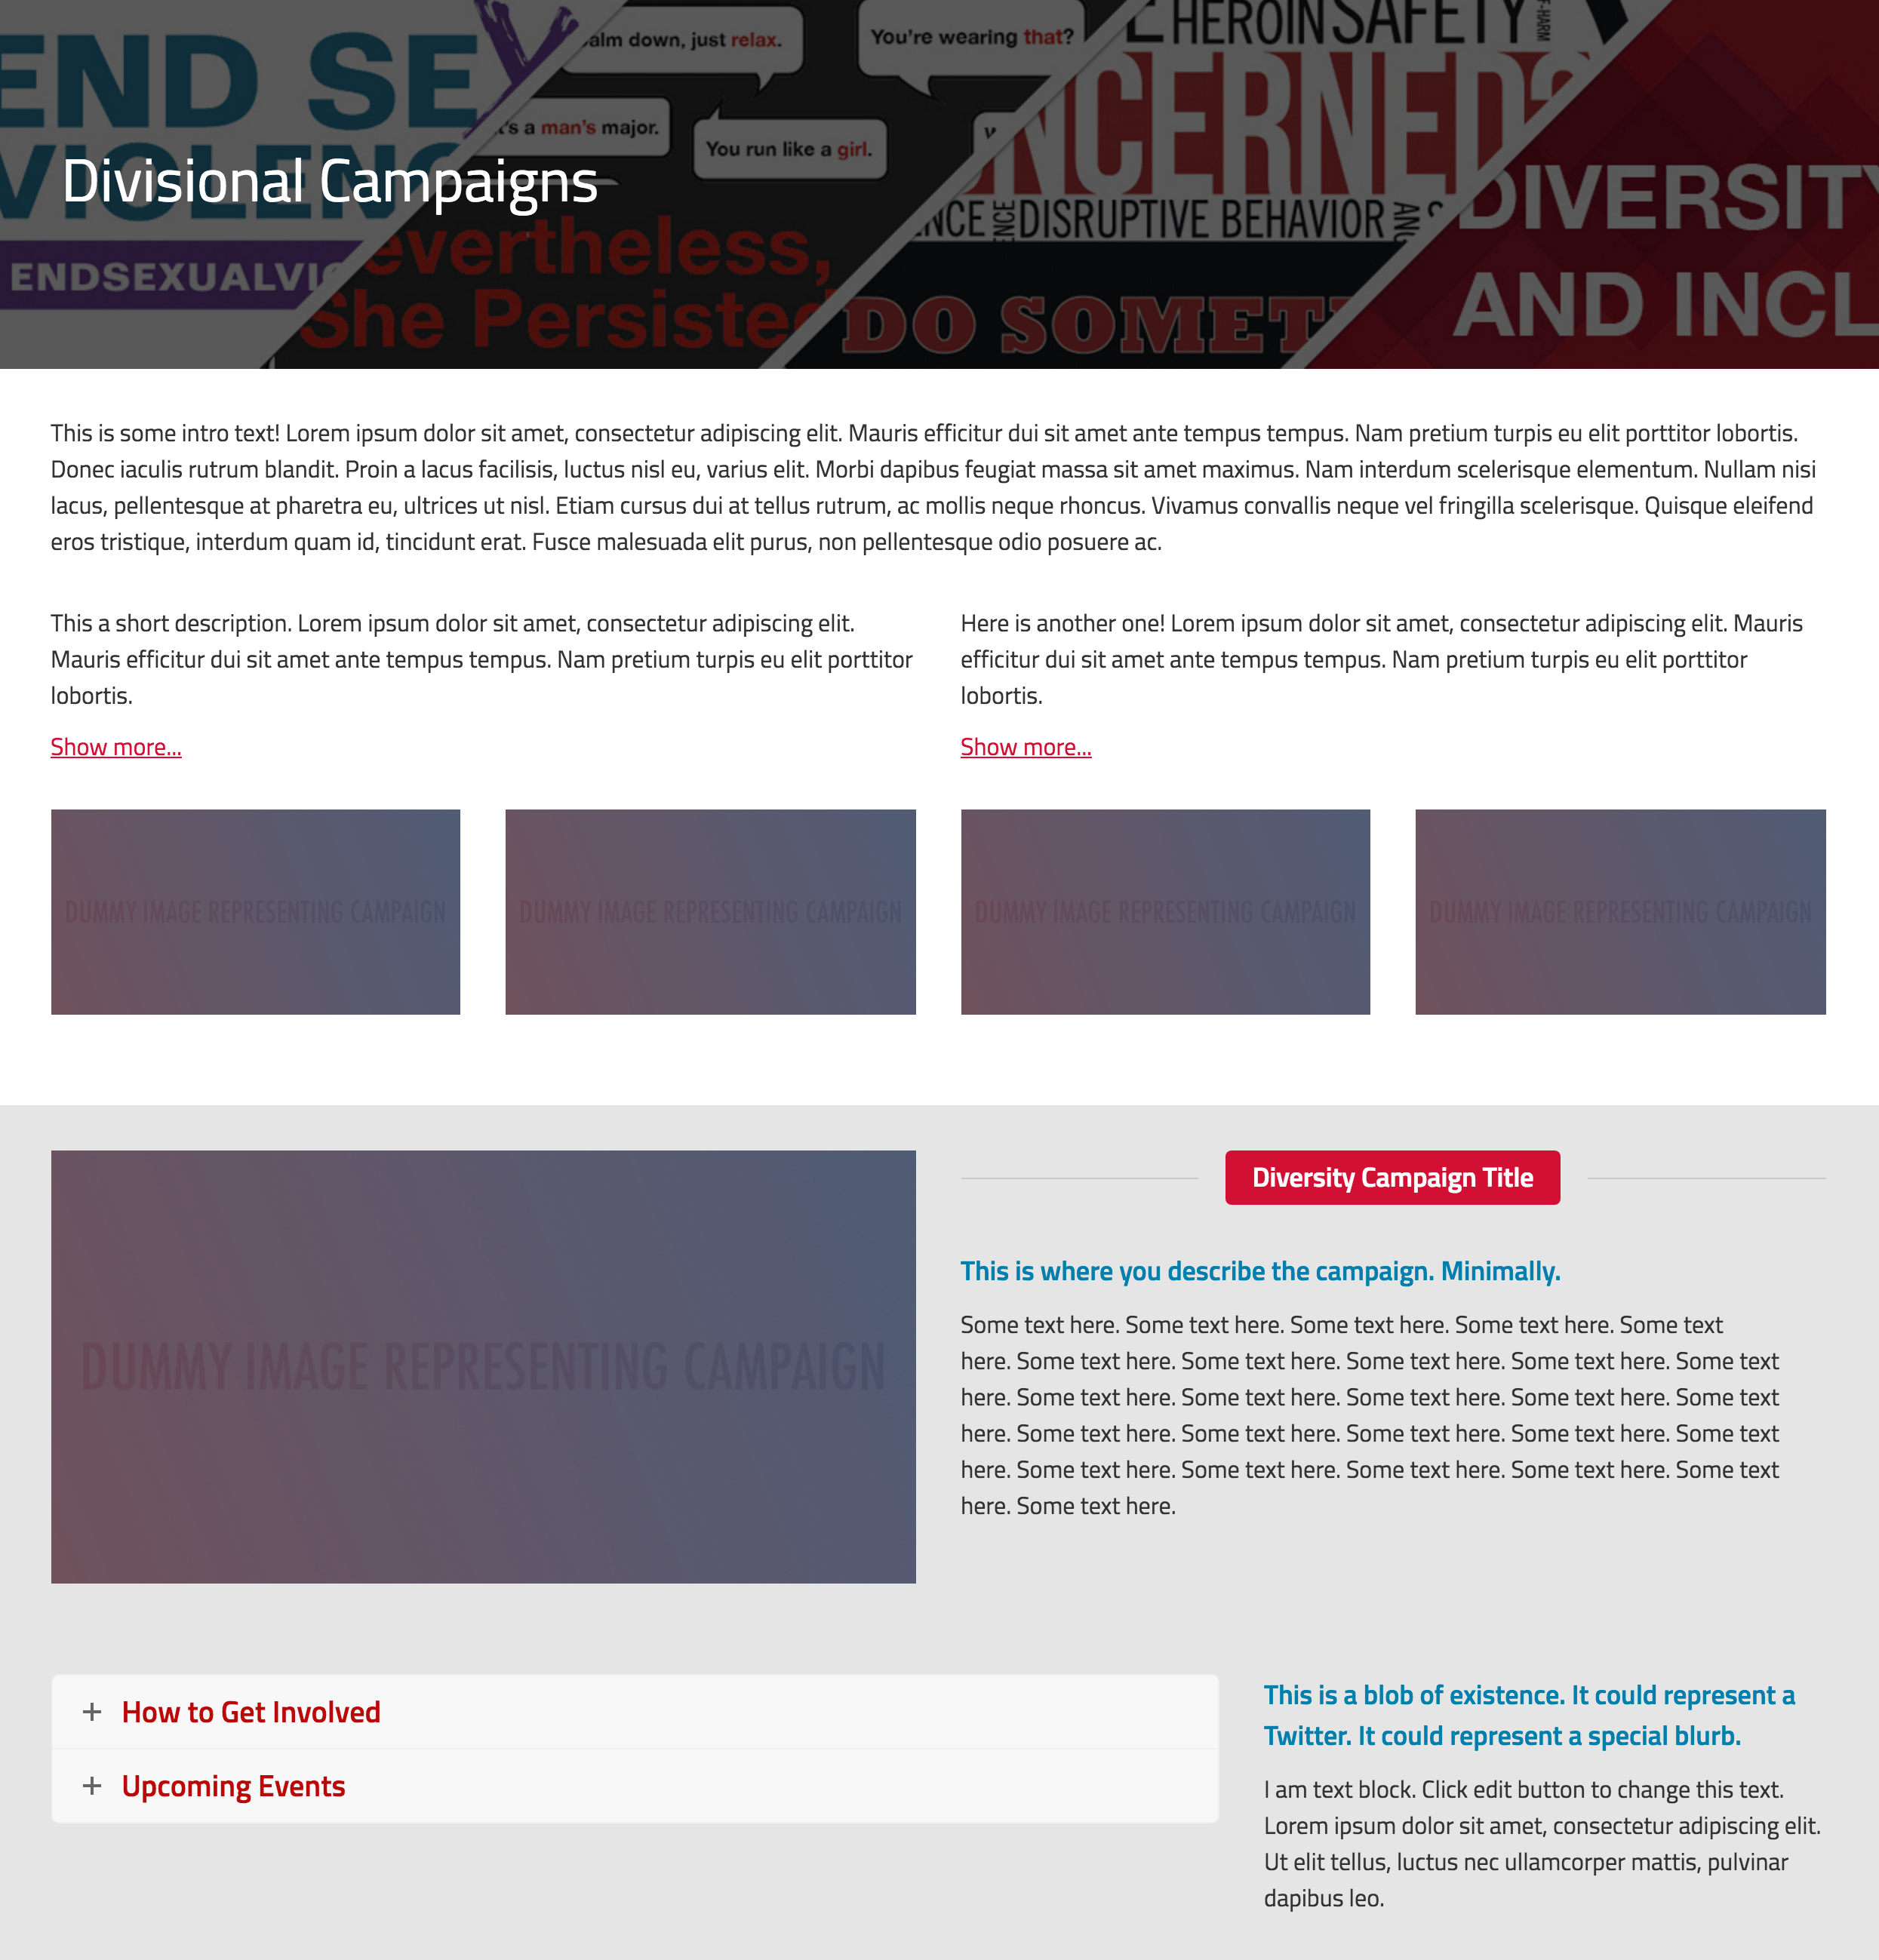 END SE
VIOLENC
ENDSEXUALVIO
alm down, just relax.
You're wearing that?
's a man's major.
You run like a girl.
evertheless,
She Persisted
HEROIN SAFETY
F-HARM
NCERNED?
NCE
ENCE
DISRUPTIVE BEHAVIOR
ANG
DO SOMET
DIVERSITY
AND INCL
Divisional Campaigns
This is some intro text! Lorem ipsum dolor sit amet, consectetur adipiscing elit. Mauris efficitur dui sit amet ante tempus tempus. Nam pretium turpis eu elit porttitor lobortis.
Donec iaculis rutrum blandit. Proin a lacus facilisis, luctus nisl eu, varius elit. Morbi dapibus feugiat massa sit amet maximus. Nam interdum scelerisque elementum. Nullam nisi
lacus, pellentesque at pharetra eu, ultrices ut nisl. Etiam cursus dui at tellus rutrum, ac mollis neque rhoncus. Vivamus convallis neque vel fringilla scelerisque. Quisque eleifend
eros tristique, interdum quam id, tincidunt erat. Fusce malesuada elit purus, non pellentesque odio posuere ac.
This a short description. Lorem ipsum dolor sit amet, consectetur adipiscing elit.
Mauris efficitur dui sit amet ante tempus tempus. Nam pretium turpis eu elit porttitor
lobortis.
Show more...
Here is another one! Lorem ipsum dolor sit amet, consectetur adipiscing elit. Mauris
efficitur dui sit amet ante tempus tempus. Nam pretium turpis eu elit porttitor
lobortis.
Show more...
DUMMY IMAGE REPRESENTING CAMPAIGN
DUMMY IMAGE REPRESENTING CAMPAIGN
DUMMY IMAGE REPRESENTING CAMPAIGN
DUMMY IMAGE REPRESENTING CAMPAIGN
DUMMY IMAGE REPRESENTING CAMPAIGN
Diversity Campaign Title
This is where you describe the campaign. Minimally.
Some text here. Some text here. Some text here. Some text here. Some text
here. Some text here. Some text here. Some text here. Some text here. Some text
here. Some text here. Some text here. Some text here. Some text here. Some text
here. Some text here. Some text here. Some text here. Some text here. Some text
here. Some text here. Some text here. Some text here. Some text here. Some text
here. Some text here.
How to Get Involved
Upcoming Events
This is a blob of existence. It could represent a
Twitter. It could represent a special blurb.
I am text block. Click edit button to change this text.
Lorem ipsum dolor sit amet, consectetur adipiscing elit.
Ut elit tellus, luctus nec ullamcorper mattis, pulvinar
dapibus leo.